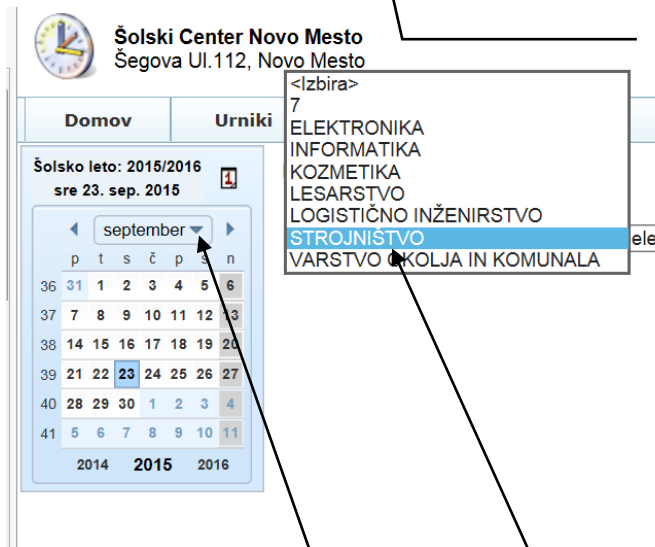 Šolski Center Novo Mesto
Šegova Ul.112, Novo Mesto
Domov
Urniki
<Izbira>
7
ELEKTRONIKA
INFORMATIKA
KOZMETIKA
LESARSTVO
LOGISTIČNO INŽENIRSTVO
STROJNIŠTVO
VARSTVO OKOLJA IN KOMUNALA
ele
Šolsko leto: 2015/2016
sre 23. sep. 2015
1
september
p t s č p s n
36 31 1 2 3 4 5 6
37 7 8 9 10 11 12 13
38 14 15 16 17 18 19 20
39 21 22 23 24 25 26 27
40 28 29 30 1 2 3 4
41 5 6 7 8 9 10 11
2014 2015 2016